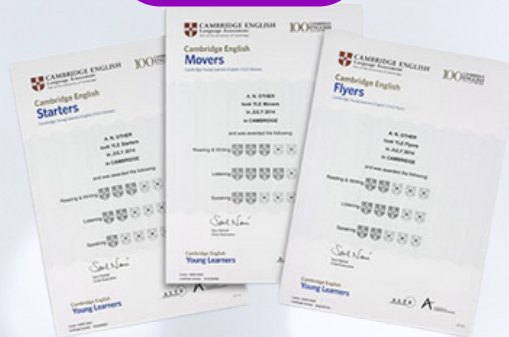 CAMBRIDGE ENGLISH
Language Assessment
100
Cambridge English
Starters
A. N. OTHER
took YLE Starters
in JULY 2014
in CAMBRIDGE
and was awarded the following
Reading & Writing
Listening
Speaking
Cambridge English
Young Learners
CAMBRIDGE ENGLISH
Language Assessment
100
Cambridge English
Movers
A. N. OTHER
took YLE Movers
in JULY 2014
in CAMBRIDGE
and was awarded the following
Reading & Writing
Listening
Speaking
Cambridge English
Young Learners
CAMBRIDGE ENGLISH
Language Assessment
100
Cambridge English
Flyers
A. N. OTHER
took YLE Flyers
in JULY 2014
in CAMBRIDGE
and was awarded the following
Reading & Writing
Listening
Speaking
Cambridge English
Young Learners
ALTE